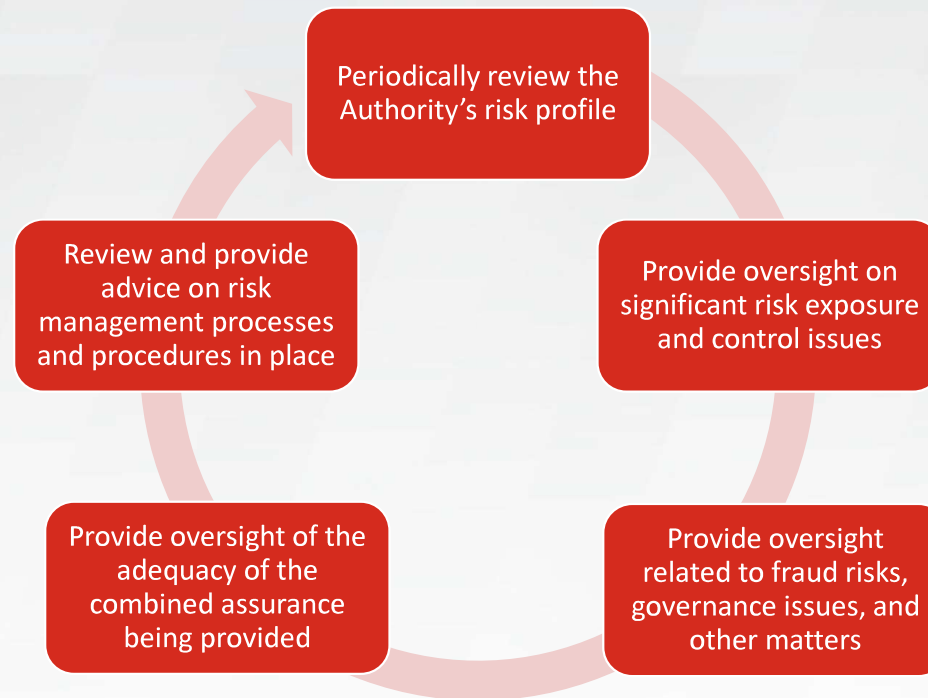 Periodically review the
Authority’s risk profile
Provide oversight on
significant risk exposure
and control issues
Provide oversight
related to fraud risks,
governance issues, and
other matters
Provide oversight of the
adequacy of the
combined assurance
being provided
Review and provide
advice on risk
management processes
and procedures in place